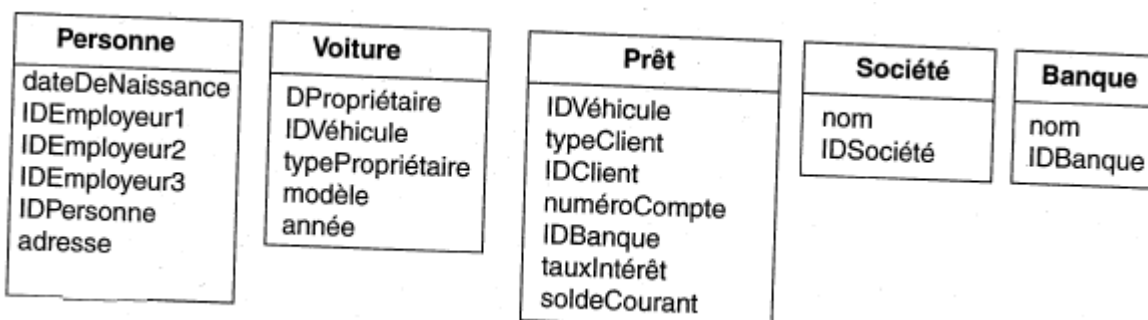 Personne
dateDeNaissance
IDEmployeur1
IDEmployeur2
IDEmployeur3
IDPersonne
adresse
Voiture
DPropriétaire
IDVéhicule
typePropriétaire
modèle
année
Prêt
IDVéhicule
typeClient
IDClient
numéroCompte
IDBanque
tauxIntérêt
soldeCourant
Société
nom
IDSociété
Banque
nom
IDBanque